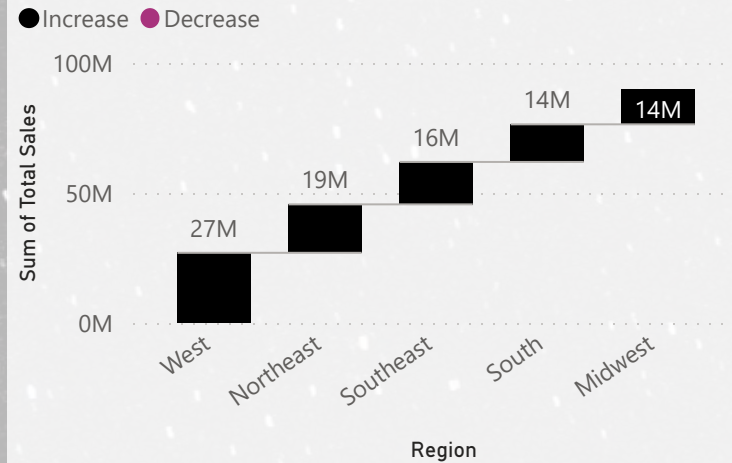 Increase Decrease
100M
50M
0M
Sum of Total Sales
27M
19M
16M
14M
14M
West
Northeast
Southeast
South
Midwest
Region